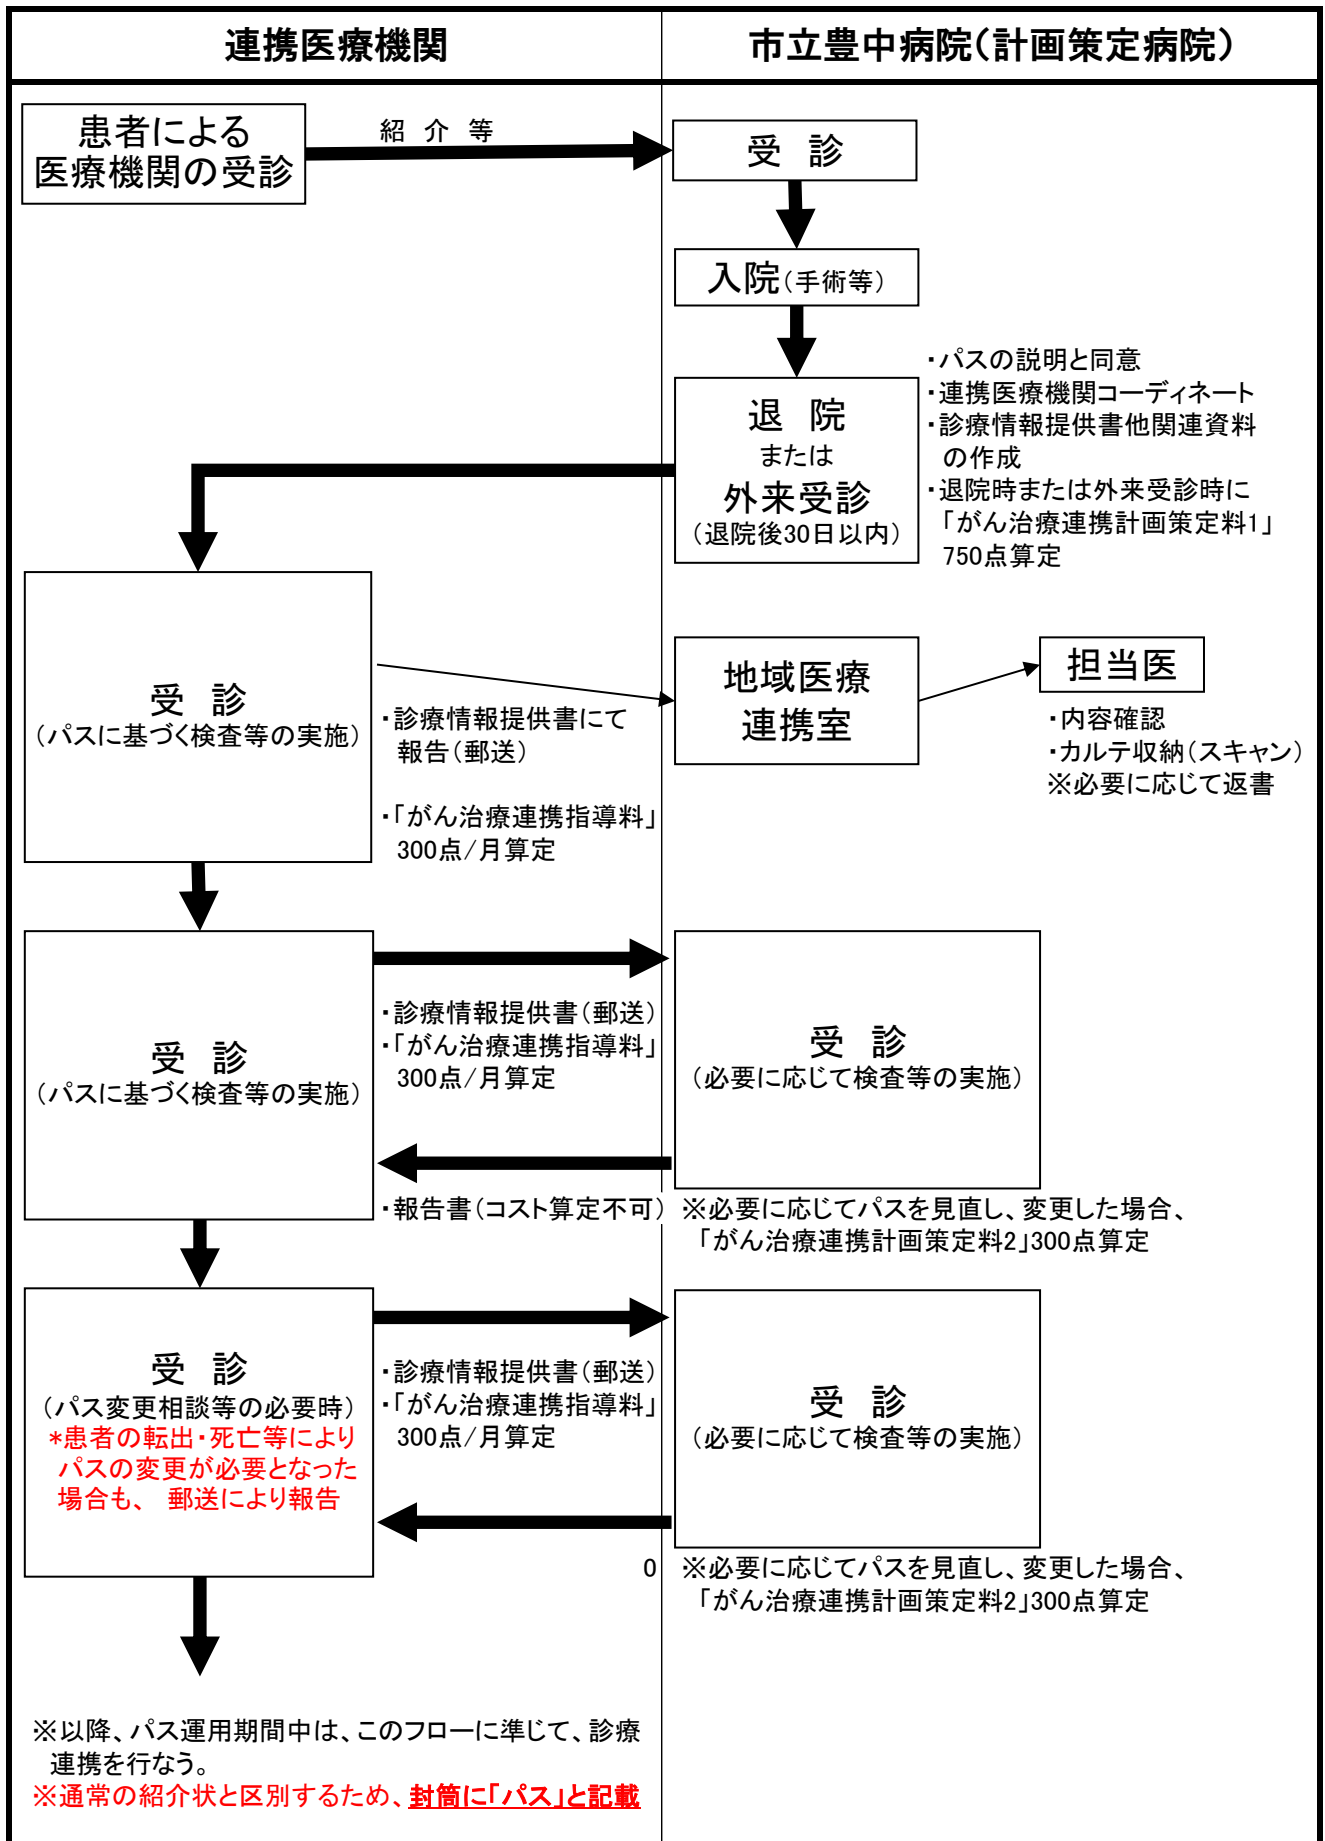 連携医療機関
市立豊中病院（計画策定病院）
患者による
医療機関の受診
紹 介 等
受 診
入院（手術等）
退 院
または
外来受診
（退院後30日以内）
・パスの説明と同意
・連携医療機関コーディネート
・診療情報提供書他関連資料
の作成
・退院時または外来受診時に
「がん治療連携計画策定料1」
750点算定
受 診
（パスに基づく検査等の実施）
・診療情報提供書にて
報告（郵送）
・「がん治療連携指導料」
300点/月算定
地域医療
連携室
担当医
・内容確認
・カルテ収納（スキャン）
※必要に応じて返書
受 診
（パスに基づく検査等の実施）
・診療情報提供書（郵送）
・「がん治療連携指導料」
300点/月算定
・報告書（コスト算定不可）
受 診
（必要に応じて検査等の実施）
※必要に応じてパスを見直し、変更した場合、
「がん治療連携計画策定料2」300点算定
受 診
（パス変更相談等の必要時）
*患者の転出・死亡等により
パスの変更が必要となった
場合も、 郵送により報告
・診療情報提供書（郵送）
・「がん治療連携指導料」
300点/月算定
0
受 診
（必要に応じて検査等の実施）
※必要に応じてパスを見直し、変更した場合、
「がん治療連携計画策定料2」300点算定
※以降、パス運用期間中は、このフローに準じて、診療
連携を行なう。
※通常の紹介状と区別するため、封筒に「パス」と記載